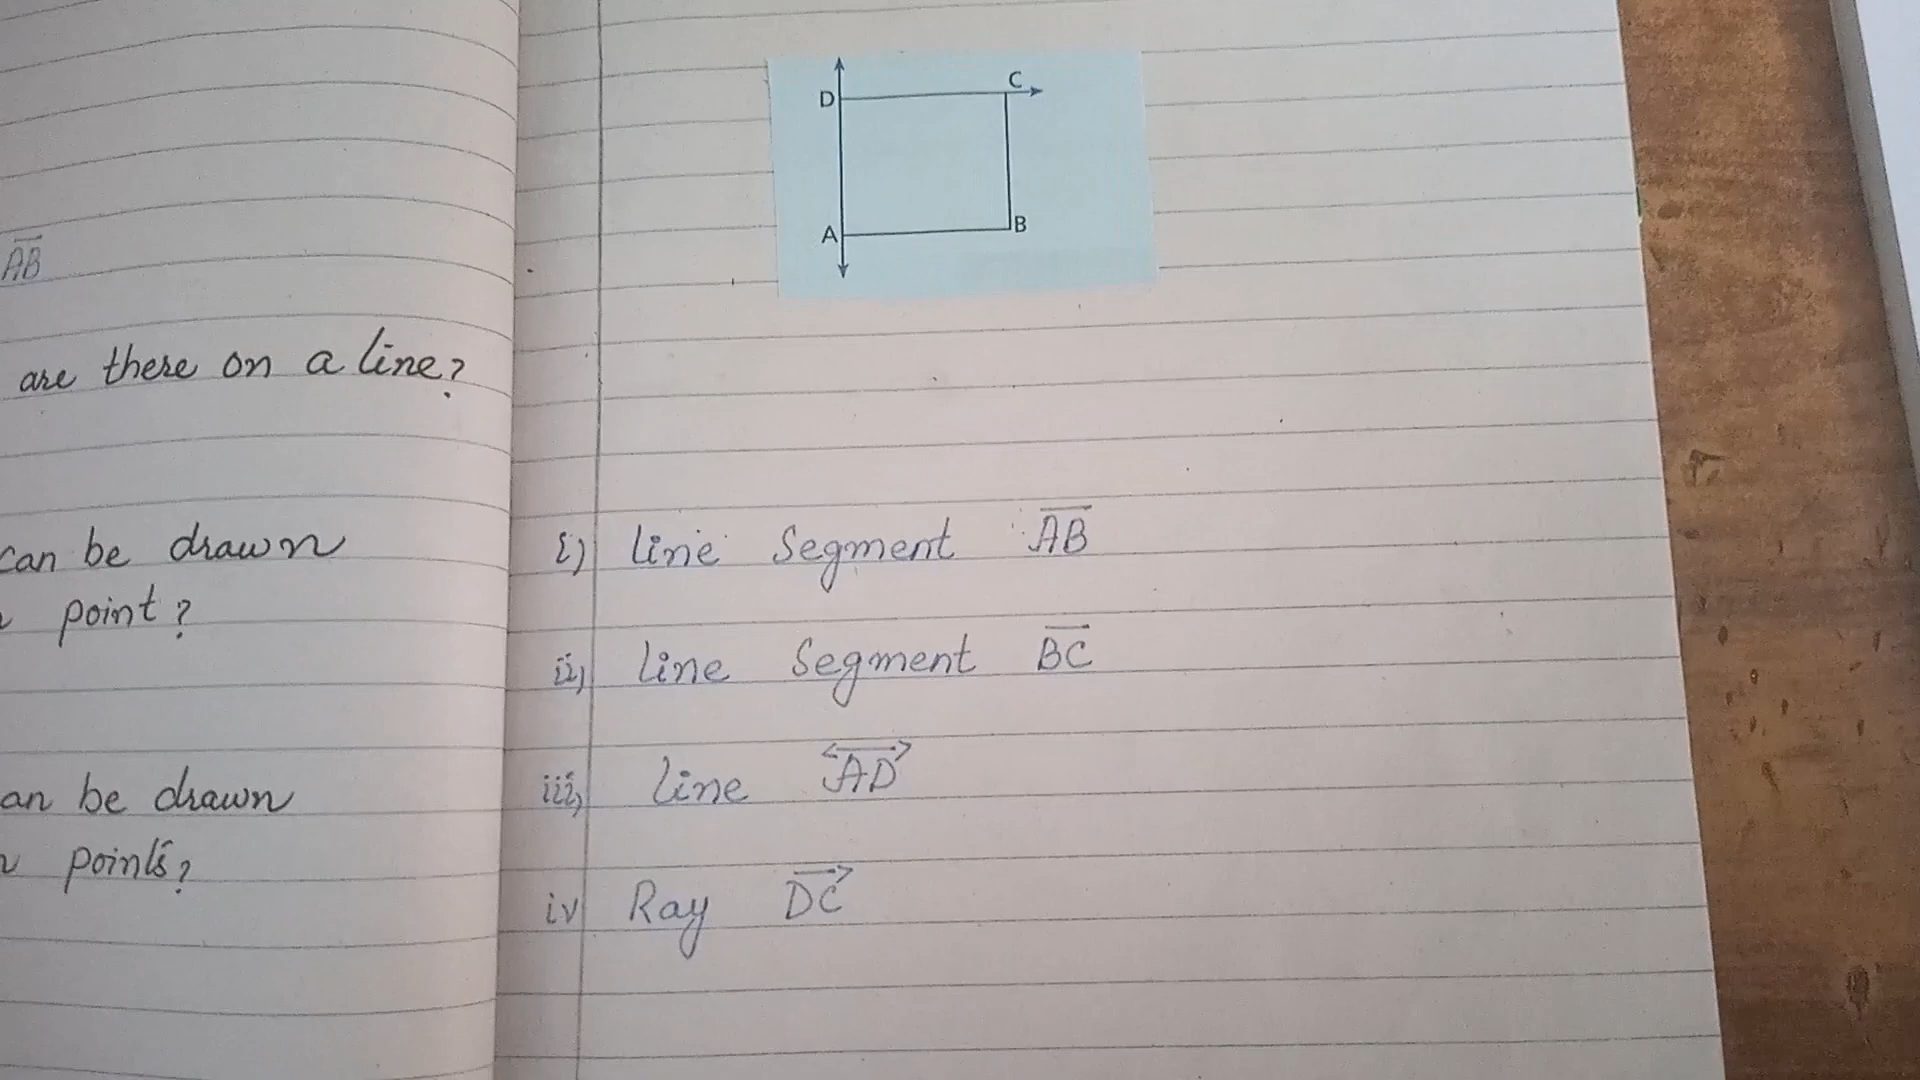 AB
are there on a line?
can be drawn
point?
an be drawn
points?
D C
A B
i) line Segment AB
ii) line Segment BC
iii) line AD
iv Ray DC